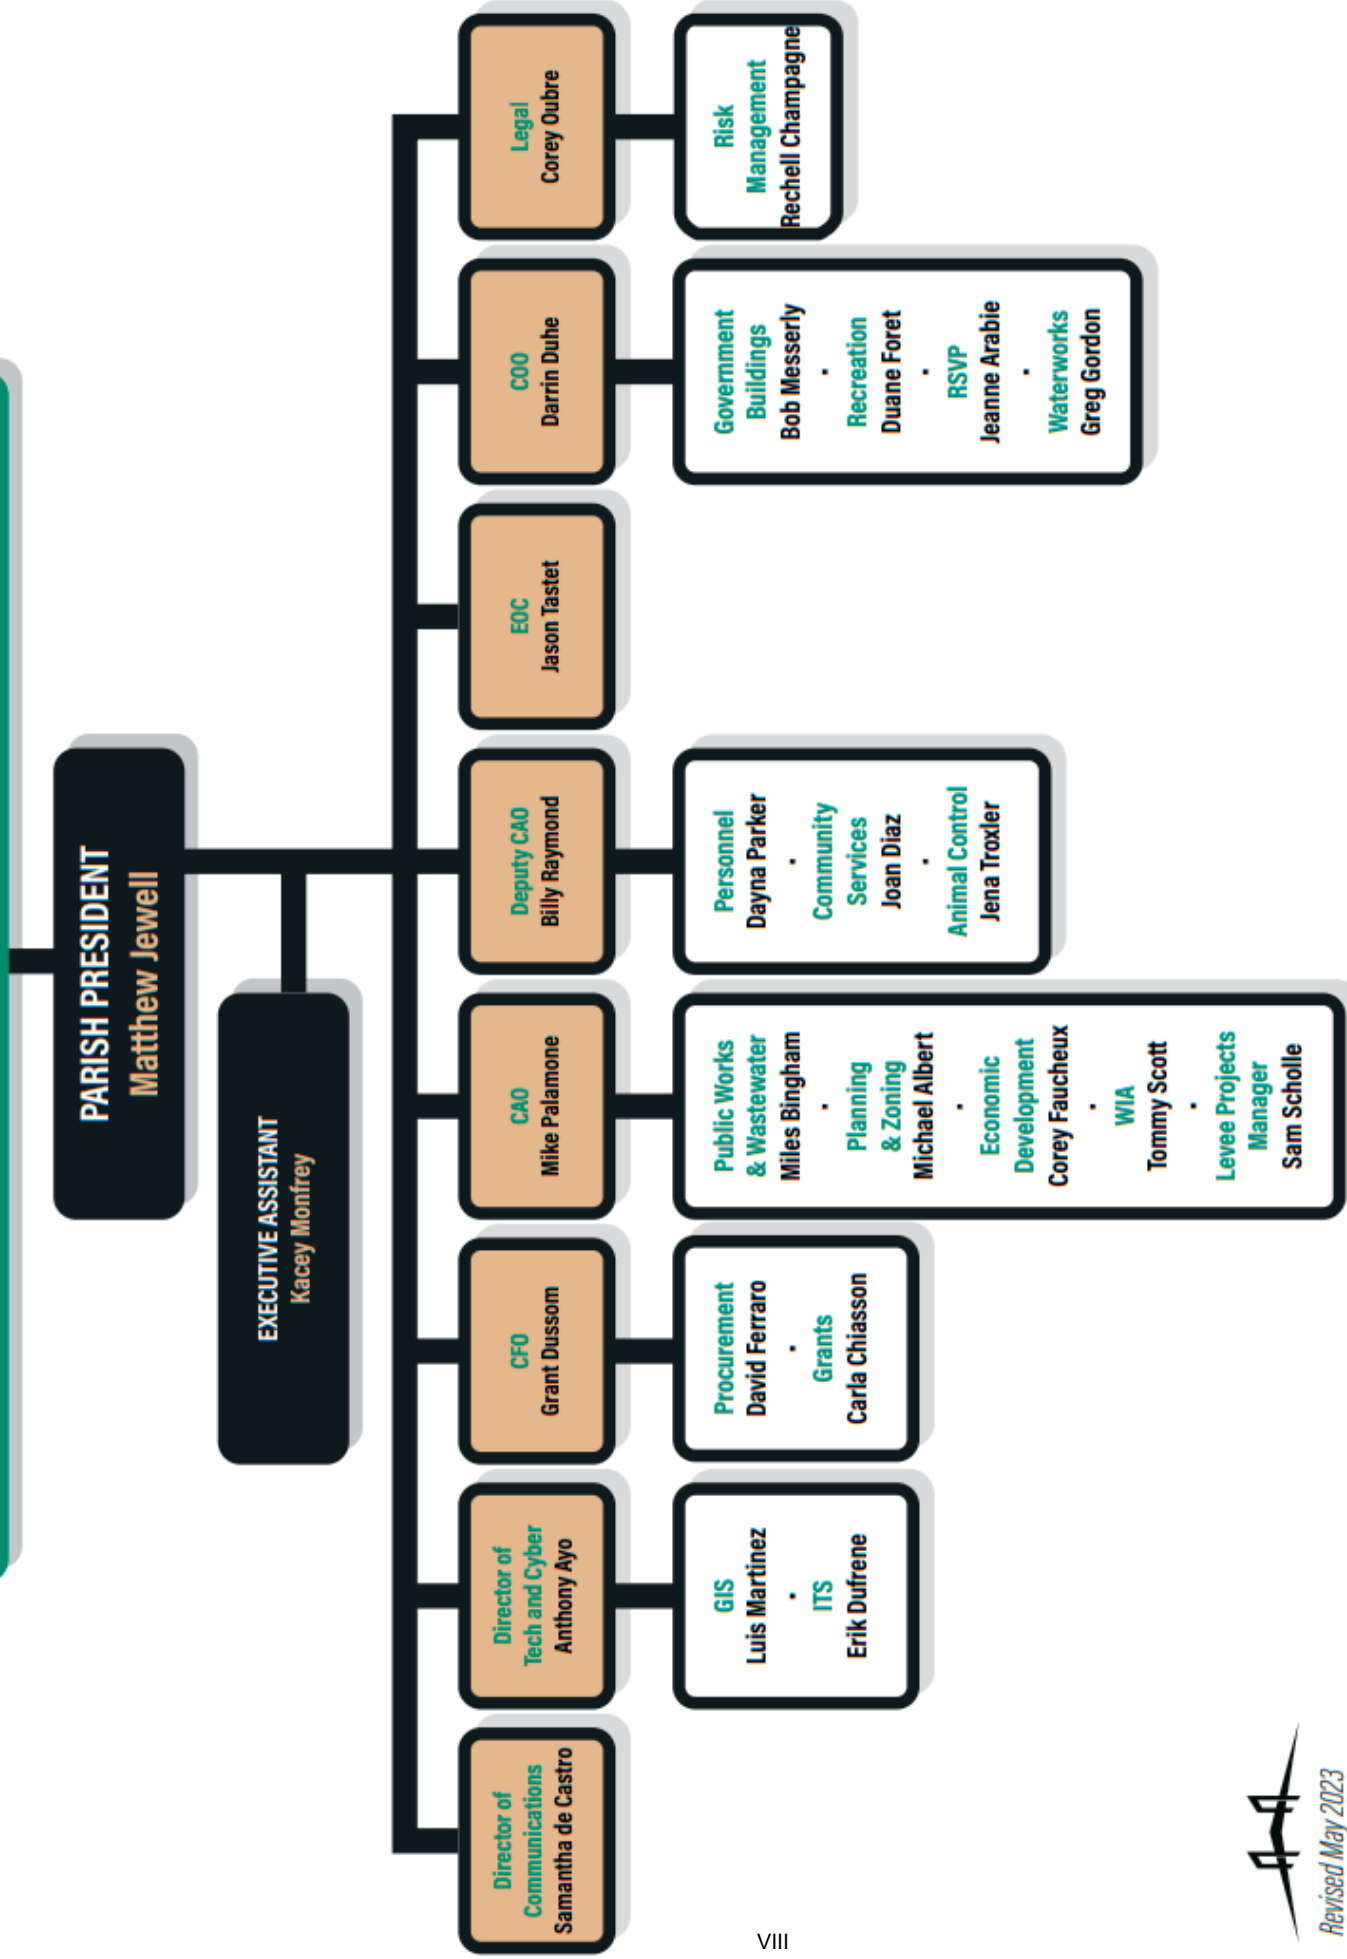 PARISH PRESIDENT
Matthew Jewell
EXECUTIVE ASSISTANT
Kacey Monfrey
Director of
Communications
Samantha de Castro
Director of
Tech and Cyber
Anthony Ayo
CFO
Grant Dussom
CAO
Mike Palamone
Deputy CAO
Billy Raymond
EOC
Jason Tastet
COO
Darrin Duhe
Legal
Corey Oubre
GIS
Luis Martinez
·
ITS
Erik Dufrene
Procurement
David Ferraro
·
Grants
Carla Chiasson
Public Works
& Wastewater
Miles Bingham
·
Planning
& Zoning
Michael Albert
·
Economic
Development
Corey Faucheux
·
WIA
Tommy Scott
·
Levee Projects
Manager
Sam Scholle
Personnel
Dayna Parker
·
Community
Services
Joan Diaz
·
Animal Control
Jena Troxler
Government
Buildings
Bob Messerly
·
Recreation
Duane Foret
·
RSVP
Jeanne Arabie
·
Waterworks
Greg Gordon
Risk
Management
Rechell Champagne
Revised May 2023
VIII